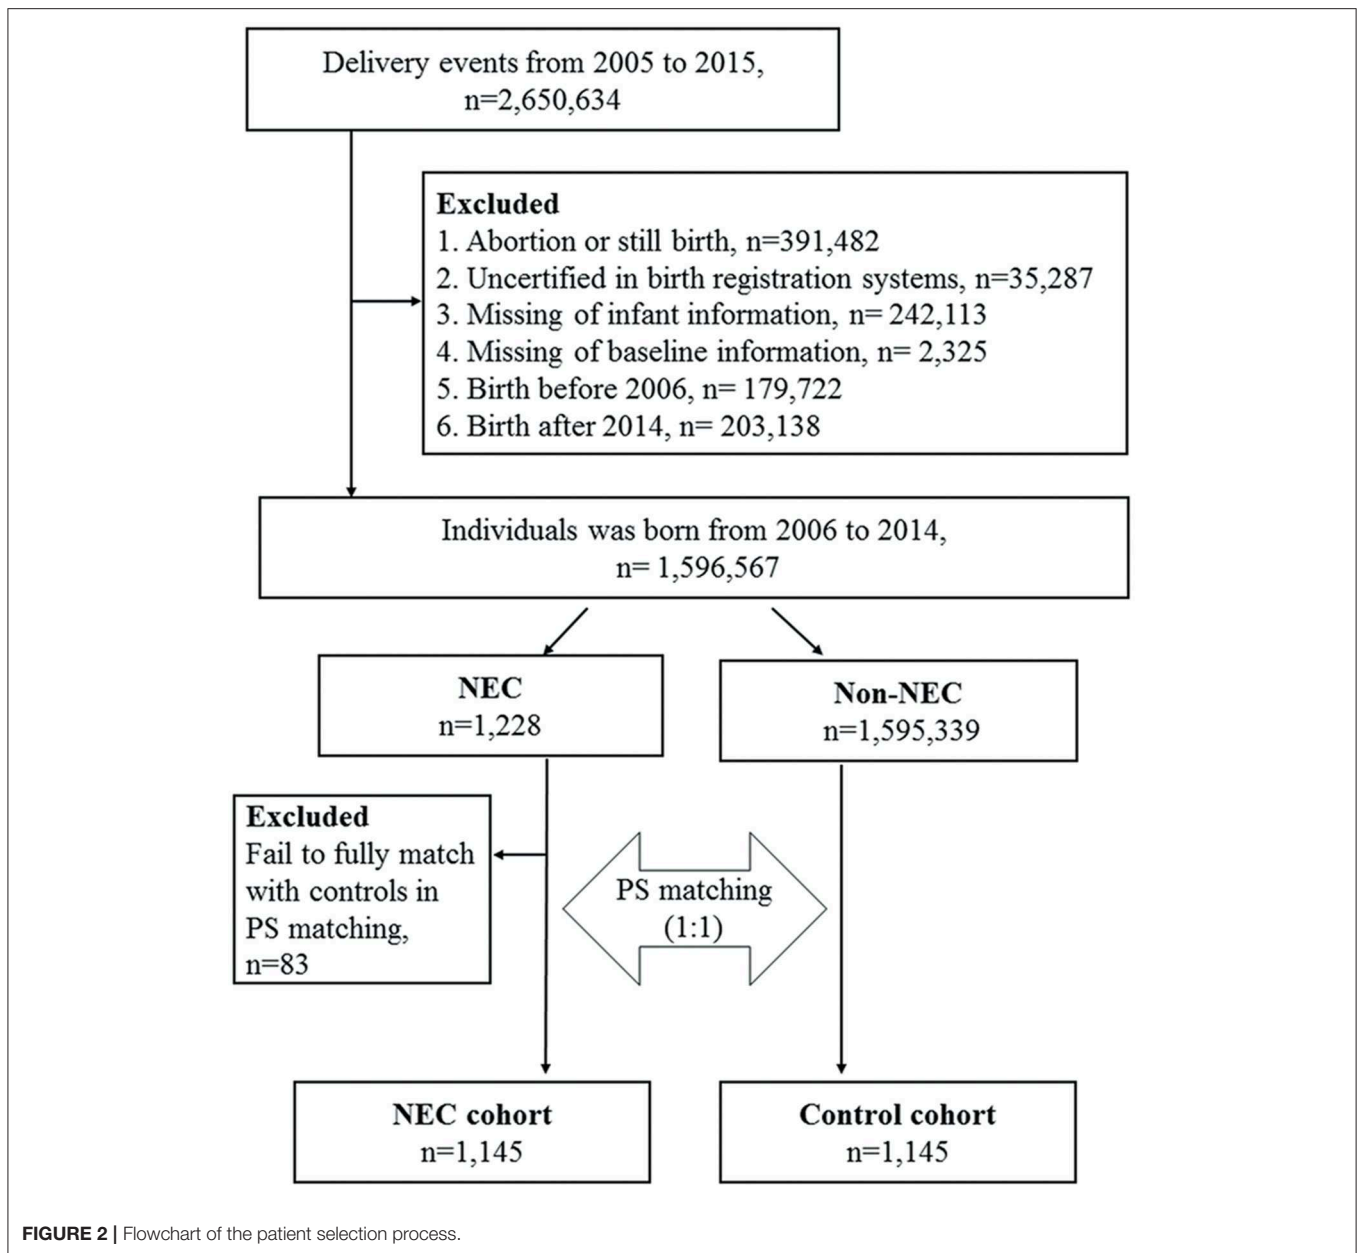 Delivery events from 2005 to 2015,
n=2,650,634
Excluded
1. Abortion or still birth, n=391,482
2. Uncertified in birth registration systems, n=35,287
3. Missing of infant information, n= 242,113
4. Missing of baseline information, n= 2,325
5. Birth before 2006, n= 179,722
6. Birth after 2014, n= 203,138
Individuals was born from 2006 to 2014,
n= 1,596,567
NEC
n=1,228
Non-NEC
n=1,595,339
Excluded
Fail to fully match
with controls in
PS matching,
n=83
PS matching
(1:1)
NEC cohort
n=1,145
Control cohort
n=1,145
FIGURE 2 | Flowchart of the patient selection process.